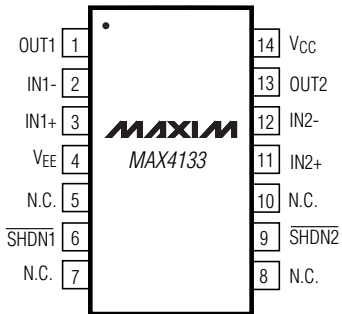 OUT1 1 14 VCC
IN1- 2 13 OUT2
IN1+ 3 12 IN2-
MAXIM
VEE 4 MAX4133 11 IN2+
N.C. 5 10 N.C.
SHDN1 6 9 SHDN2
N.C. 7 8 N.C.